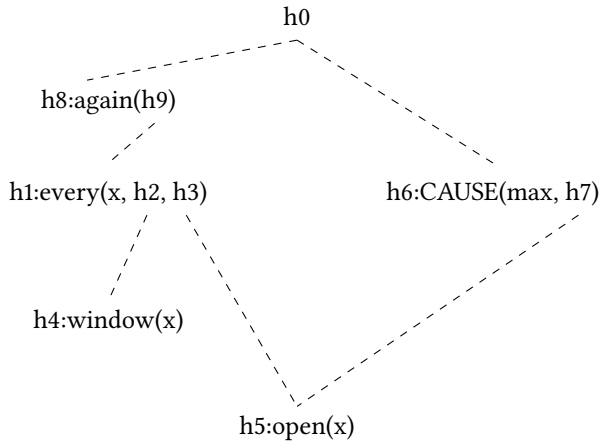 h0
h8:again(h9)
h1:every(x, h2, h3) h6:CAUSE(max, h7)
h4:window(x)
h5:open(x)